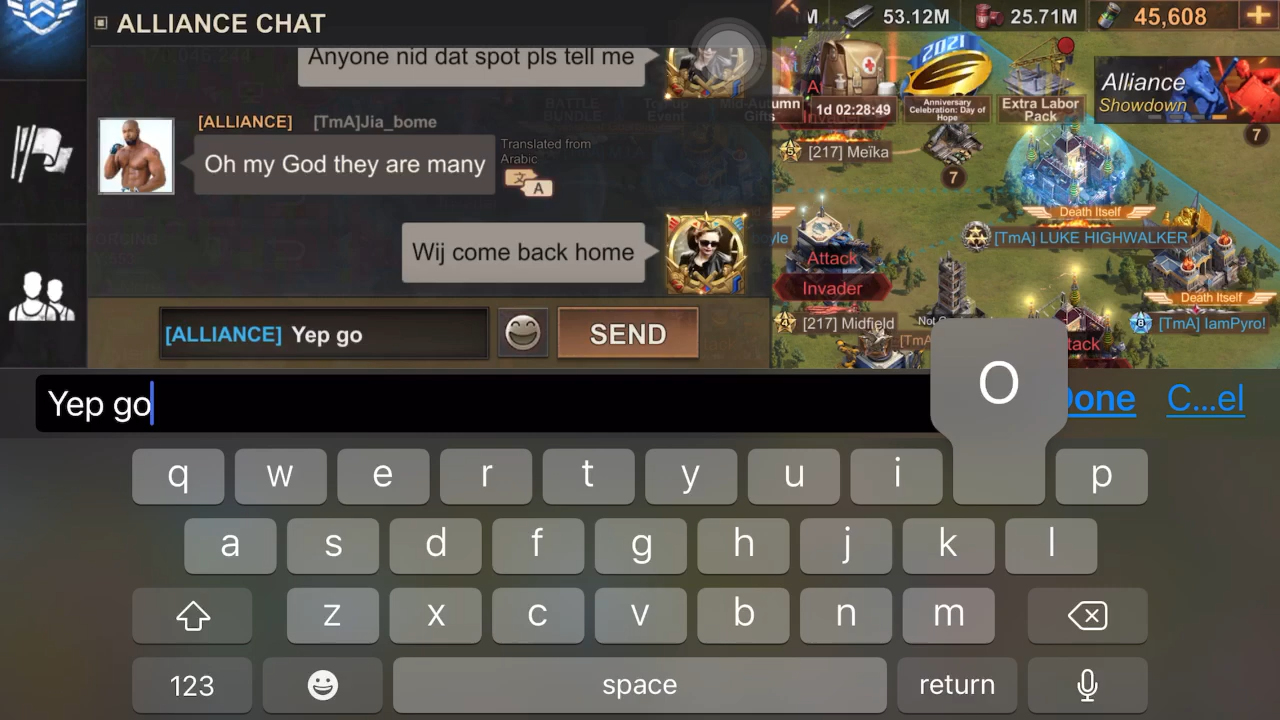 ALLIANCE CHAT
Anyone nid dat spot pls tell me
[ALLIANCE] [TmA]Jia_bome
Oh my God they are many
Translated from
Arabic
A
Wij come back home
[ALLIANCE] Yep go
SEND
M 53.12M 25.71M 45,608
2021
1d 02:28:49
Anniversary
Celebration: Day of
Hope
Extra Labor
Pack
Alliance
Showdown
7
[217] Meïka
7
Death Itself
[TmA] LUKE HIGHWALKER
Attack
Invader
Death Itself
[217] Midfield
[TmA] IamPyro!
Yep go
O
Done
C...el
q w e r t y u i p
a s d f g h j k l
z x c v b n m
123 space return